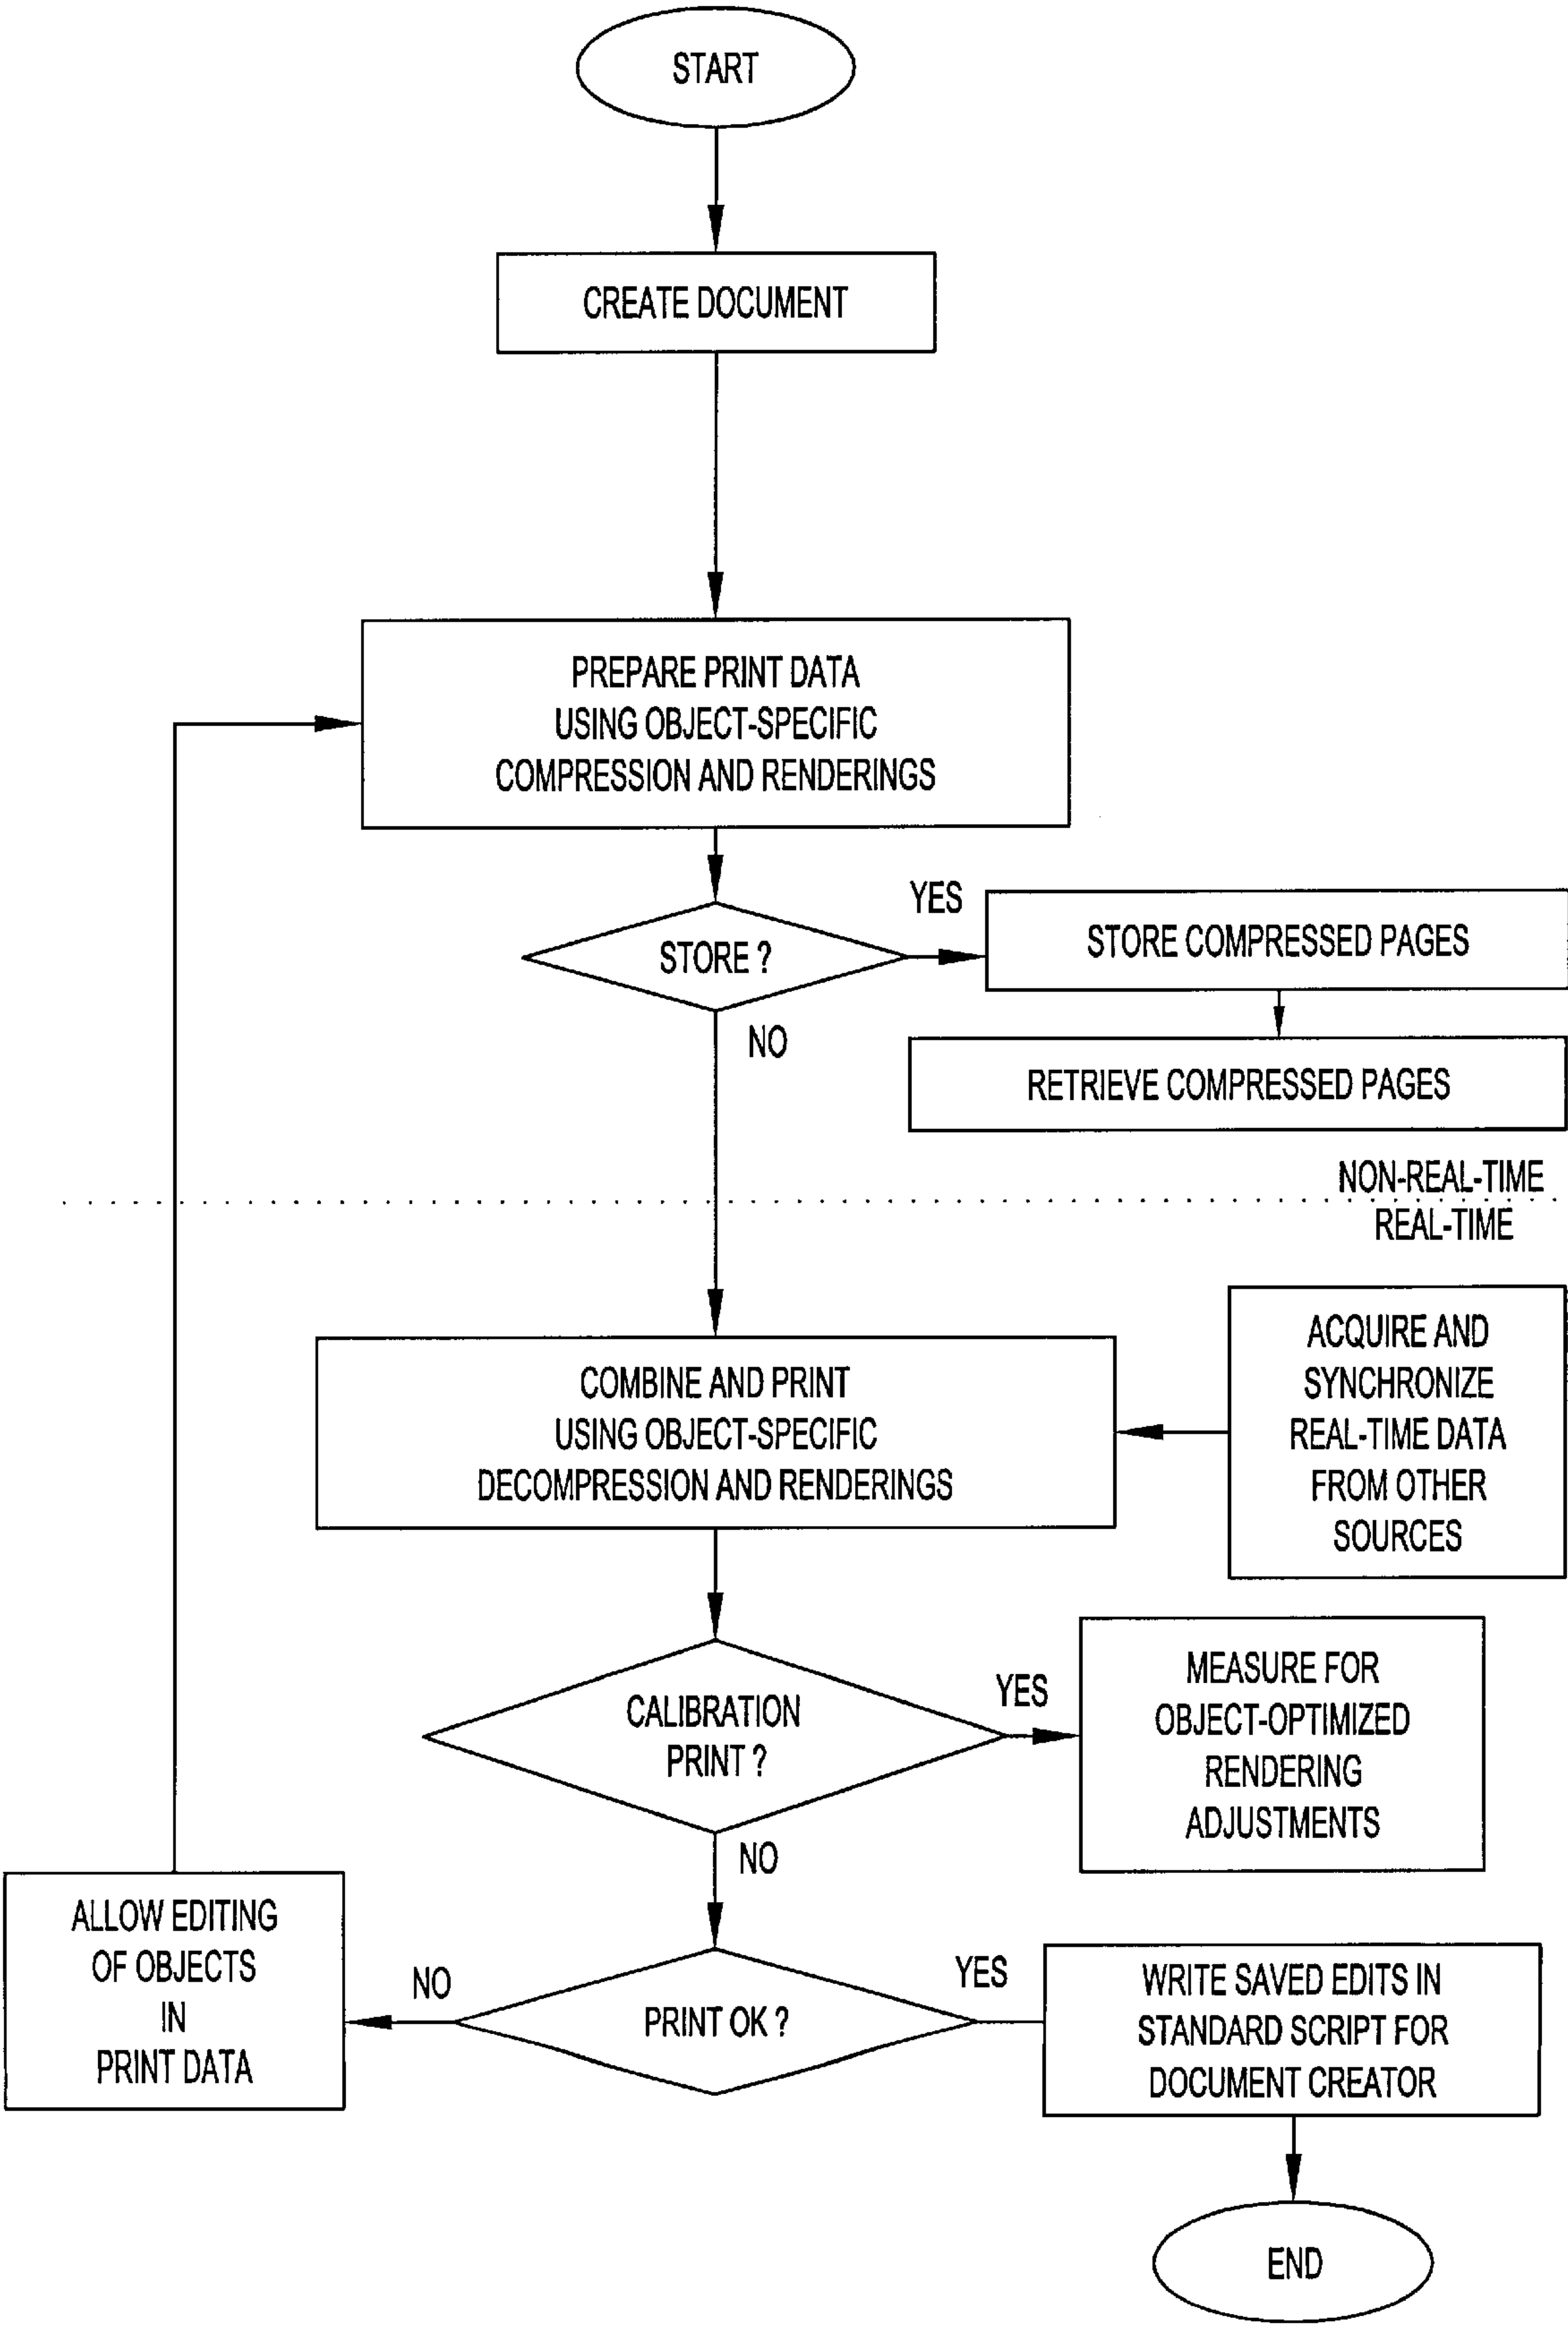 START
CREATE DOCUMENT
PREPARE PRINT DATA
USING OBJECT-SPECIFIC
COMPRESSION AND RENDERINGS
STORE ?
YES
STORE COMPRESSED PAGES
NO
RETRIEVE COMPRESSED PAGES
NON-REAL-TIME
REAL-TIME
COMBINE AND PRINT
USING OBJECT-SPECIFIC
DECOMPRESSION AND RENDERINGS
ACQUIRE AND
SYNCHRONIZE
REAL-TIME DATA
FROM OTHER
SOURCES
CALIBRATION
PRINT ?
YES
MEASURE FOR
OBJECT-OPTIMIZED
RENDERING
ADJUSTMENTS
NO
ALLOW EDITING
OF OBJECTS
IN
PRINT DATA
NO
PRINT OK ?
YES
WRITE SAVED EDITS IN
STANDARD SCRIPT FOR
DOCUMENT CREATOR
END